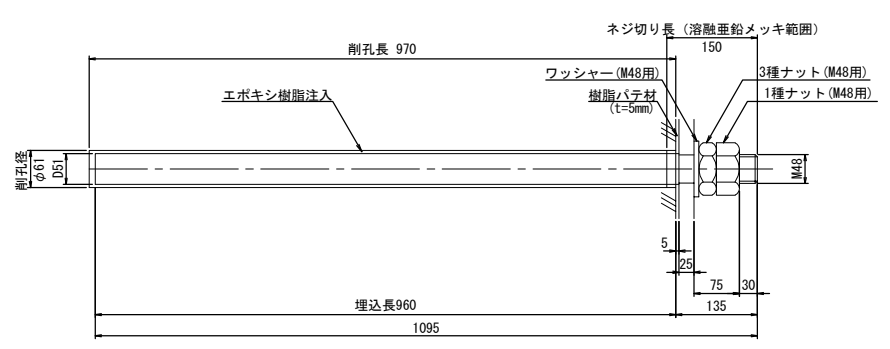 ネジ切り長（溶融亜鉛メッキ範囲）
150
削孔長 970
ワッシャー(M48用)
3種ナット(M48用)
エポキシ樹脂注入
樹脂パテ材
(t=5mm)
1種ナット(M48用)
削孔径
φ61
D51
M48
5
25
75
30
埋込長960
135
1095